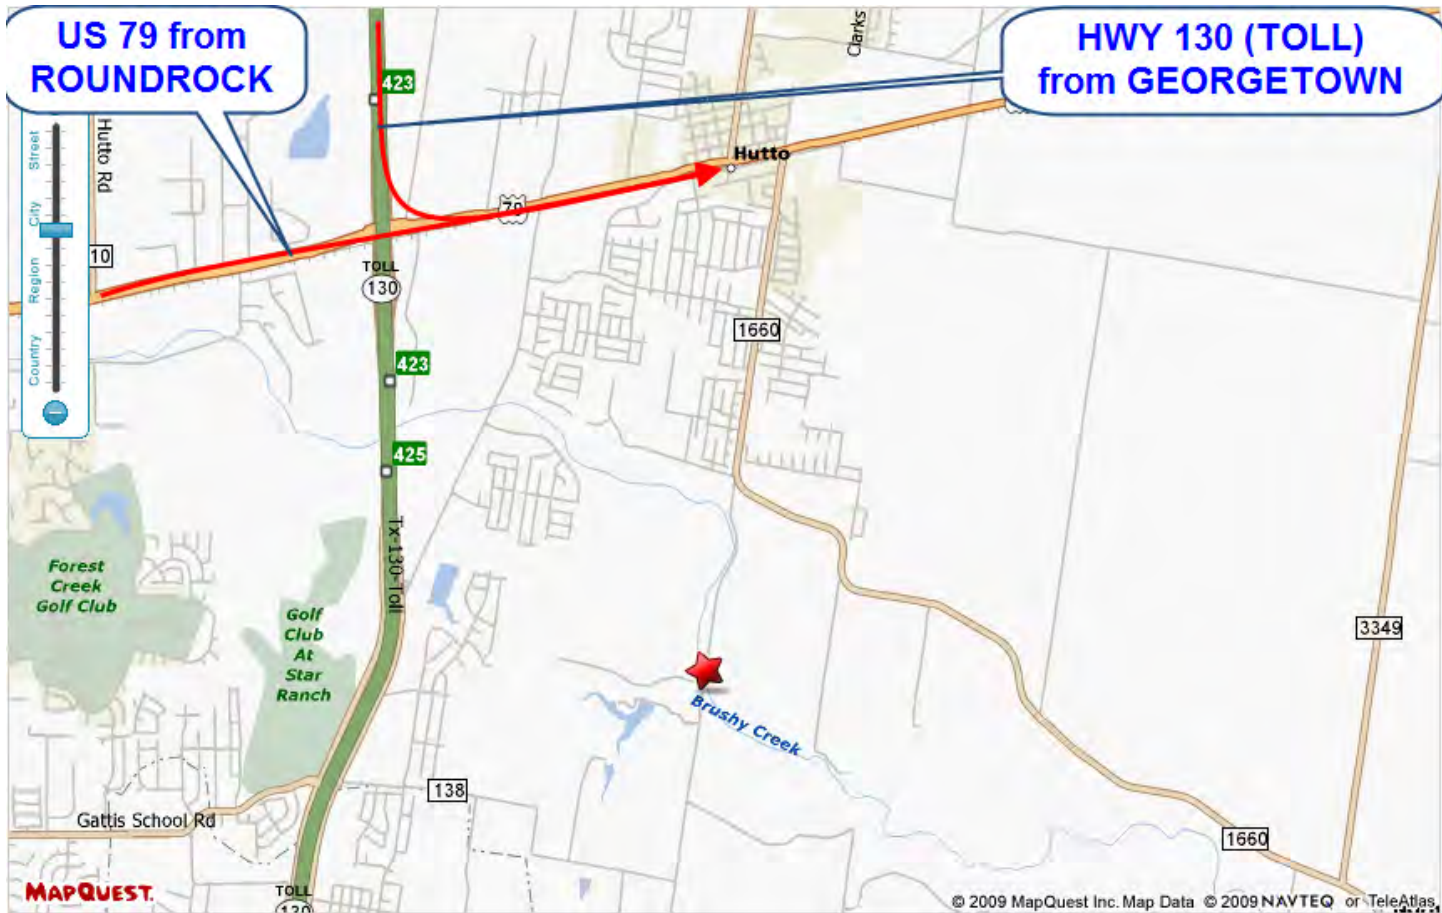 US 79 from
ROUNDROCK
HWY 130 (TOLL)
from GEORGETOWN
Clarks
423
Street
Hutto Rd
Hutto
City
79
10
Region
TOLL
130
1660
Country
423
425
Tx-130-Toll
Forest
Creek
Golf Club
Golf
Club
At
Star
Ranch
3349
Brushy Creek
138
Gattis School Rd
1660
MAPQUEST.
TOLL
130
© 2009 MapQuest Inc. Map Data © 2009 NAVTEQ or TeleAtlas